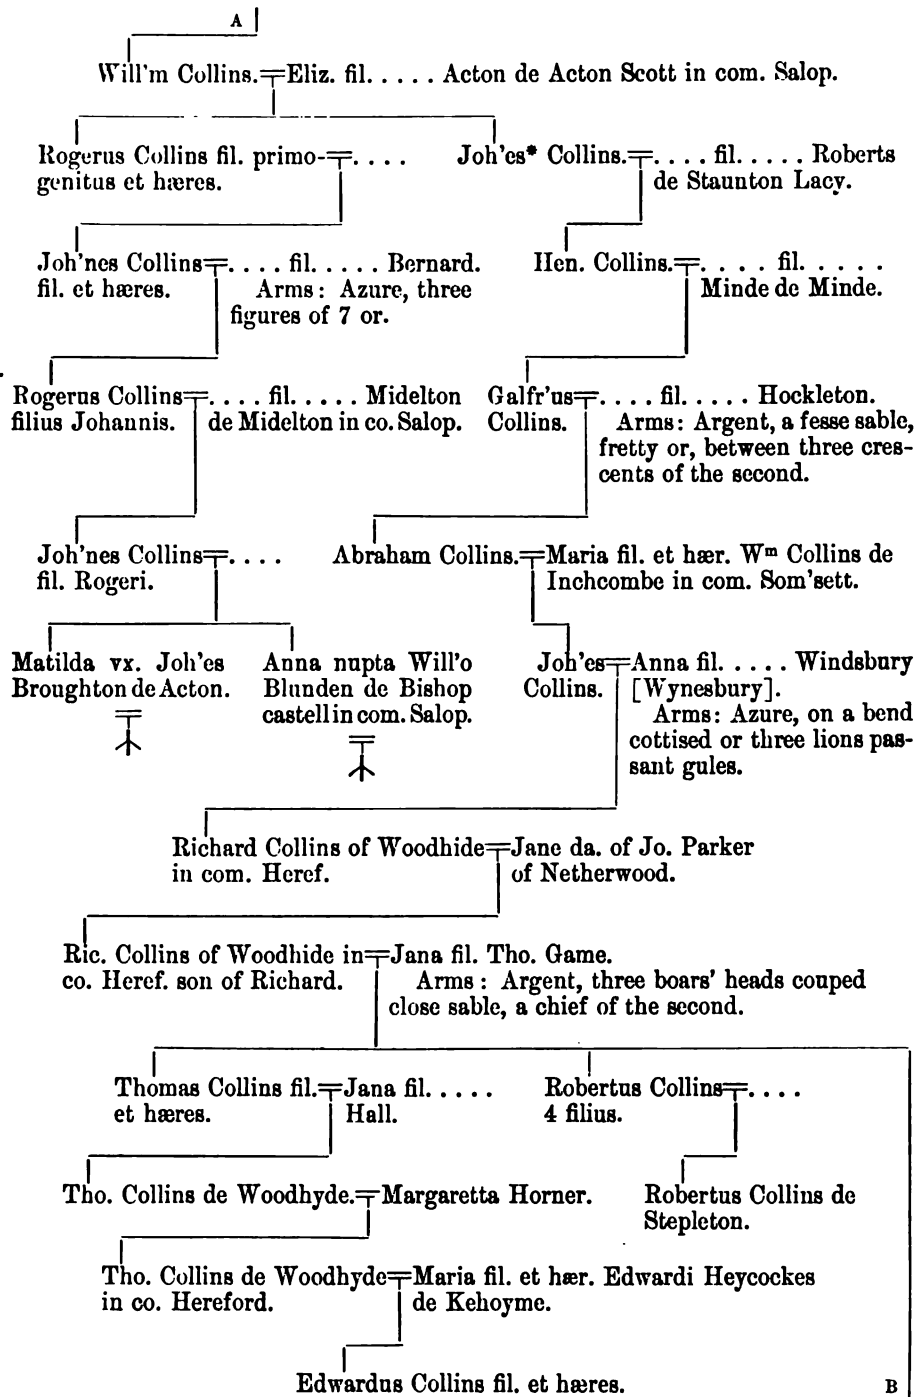 A
Will'm Collins.=Eliz. fil. . . . . Acton de Acton Scott in com. Salop.
Rogerus Collins fil. primo-=. . . .
genitus et hæres.
Joh'es* Collins.=. . . . fil. . . . . Roberts
de Staunton Lacy.
Joh'nes Collins=. . . . fil. . . . . Bernard.
fil. et hæres.
Arms: Azure, three
figures of 7 or.
Hen. Collins.=. . . . fil. . . . .
Minde de Minde.
Rogerus Collins=. . . . fil. . . . . Midelton
filius Johannis.
de Midelton in co. Salop.
Galfr'us=. . . . fil. . . . . Hockleton.
Collins.
Arms: Argent, a fesse sable,
fretty or, between three cres-
cents of the second.
Joh'nes Collins=. . . .
fil. Rogeri.
Abraham Collins.=Maria fil. et hær. Wᵐ Collins de
Inchcombe in com. Som'sett.
Matilda vx. Joh'es
Broughton de Acton.
Anna nupta Will'o
Blunden de Bishop
castell in com. Salop.
Joh'es=Anna fil. . . . . Windsbury
Collins.
[Wynesbury].
Arms: Azure, on a bend
cottised or three lions pas-
sant gules.
Richard Collins of Woodhide=Jane da. of Jo. Parker
in com. Heref.
of Netherwood.
Ric. Collins of Woodhide in=Jana fil. Tho. Game.
co. Heref. son of Richard.
Arms: Argent, three boars' heads couped
close sable, a chief of the second.
Thomas Collins fil.=Jana fil. . . . .
et hæres.
Hall.
Robertus Collins=. . . .
4 filius.
Tho. Collins de Woodhyde.=Margaretta Horner.
Robertus Collins de
Stepleton.
Tho. Collins de Woodhyde=Maria fil. et hær. Edwardi Heycockes
in co. Hereford.
de Kehoyme.
Edwardus Collins fil. et hæres.
B